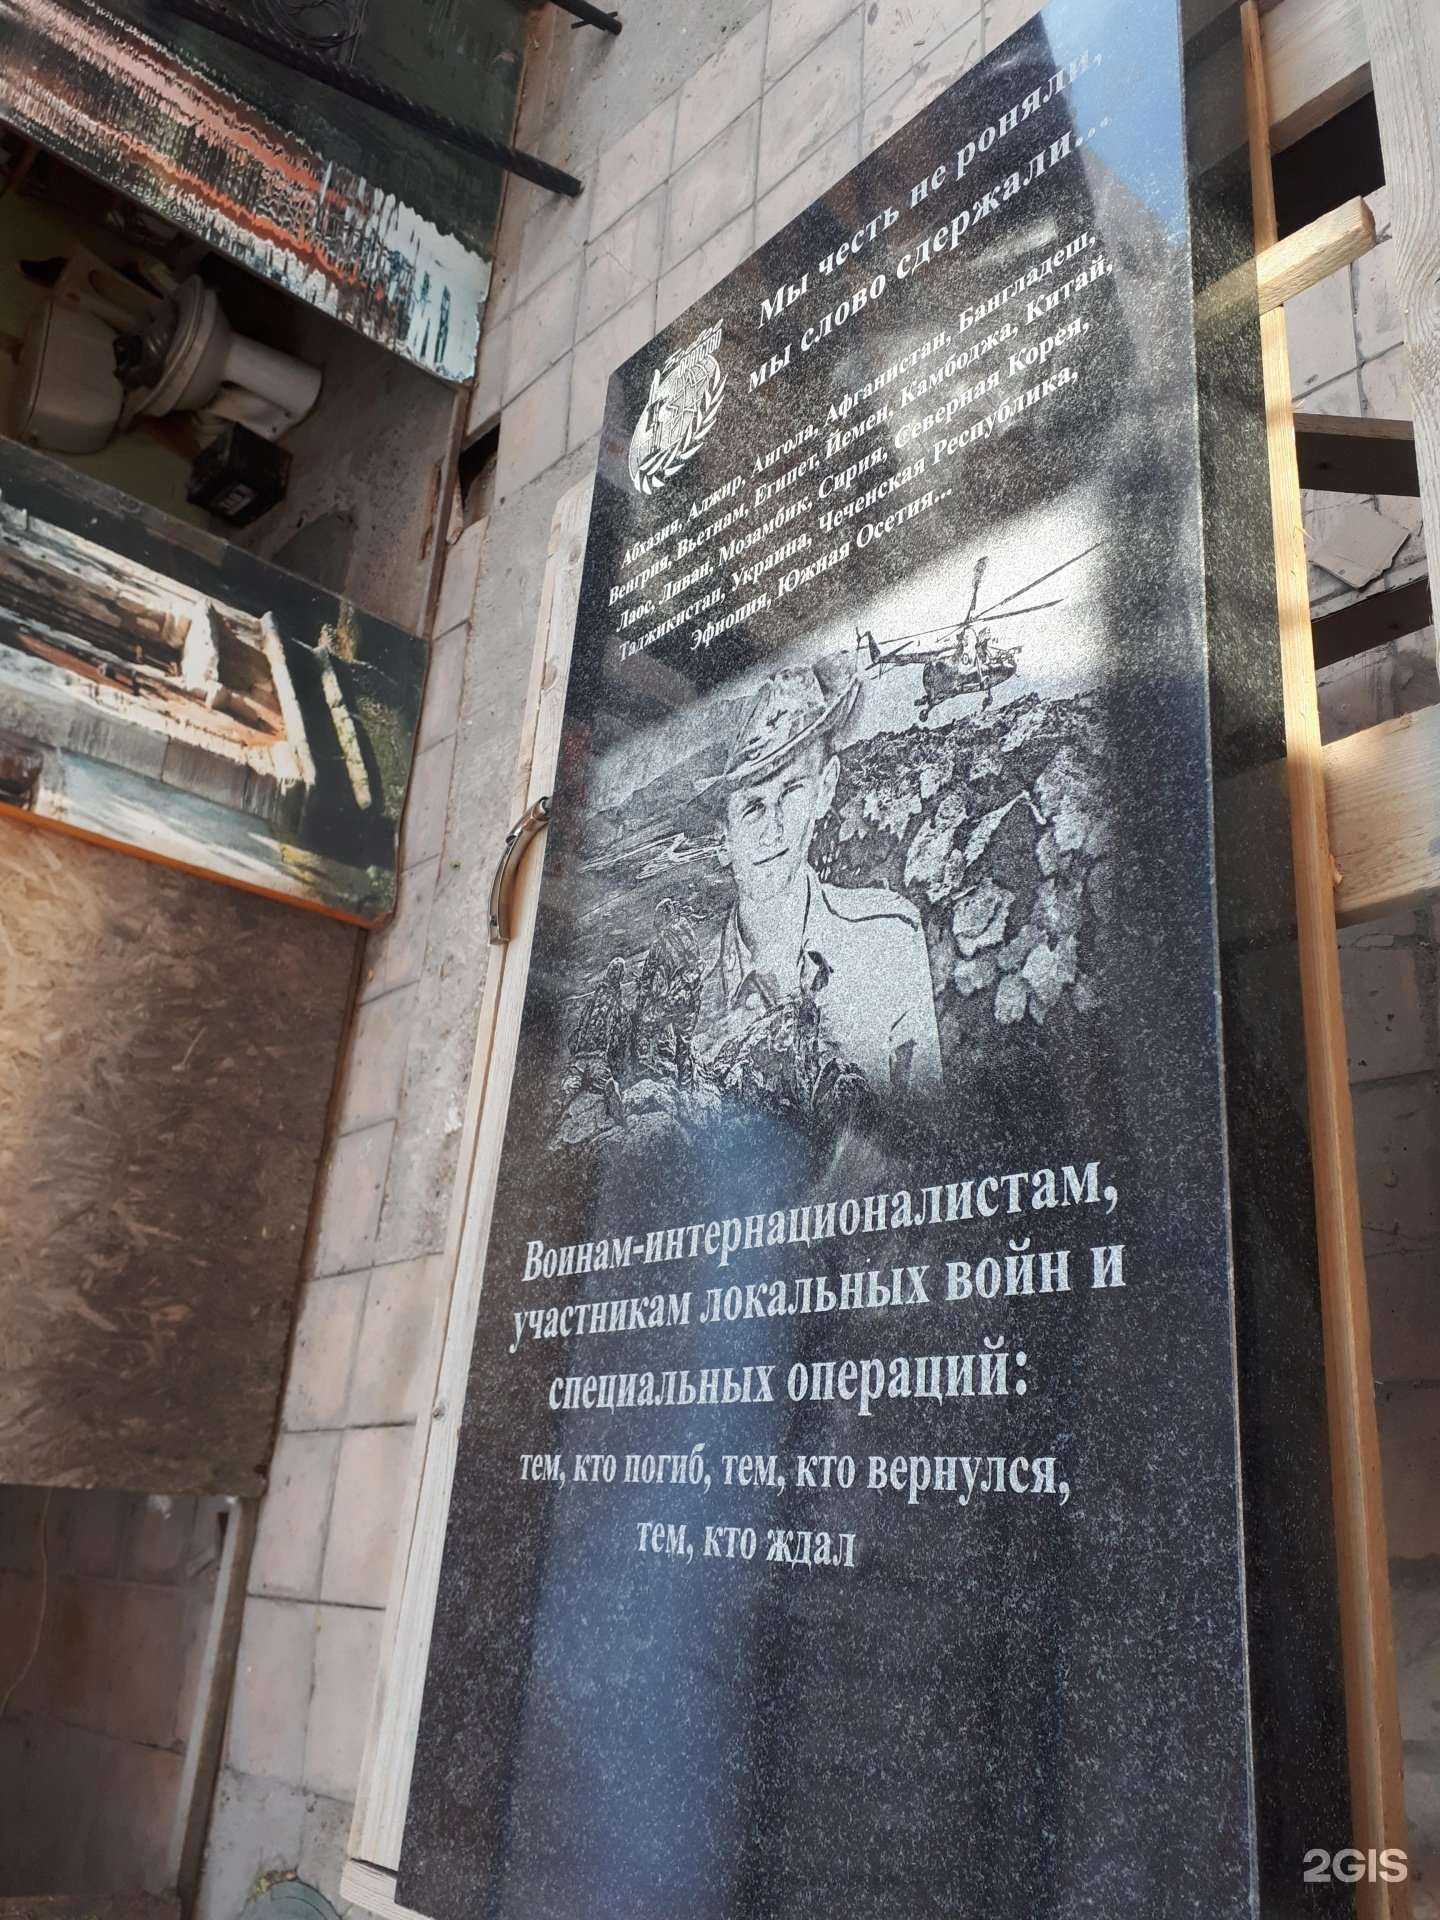 Мы честь не роняли,
мы слово сдержали...
Абхазия, Алжир, Ангола, Афганистан, Бангладеш,
Венгрия, Вьетнам, Египет, Йемен, Камбоджа, Китай,
Лаос, Ливан, Мозамбик, Сирия, Северная Корея,
Таджикистан, Украина, Чеченская Республика,
Эфиопия, Южная Осетия...
Воинам-интернационалистам,
участникам локальных войн и
специальных операций:
тем, кто погиб, тем, кто вернулся,
тем, кто ждал
2GIS